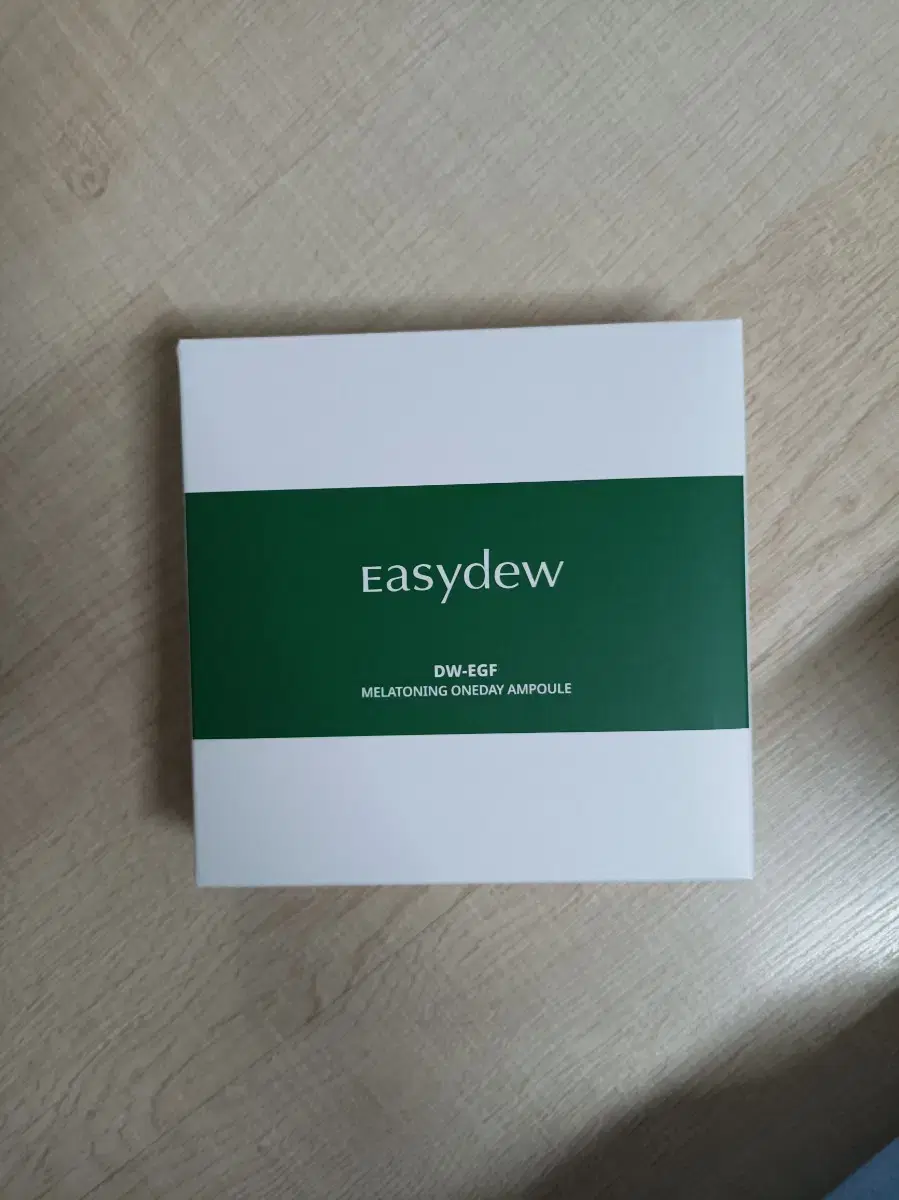 Easydew
DW-EGF
MELATONING ONEDAY AMPOULE